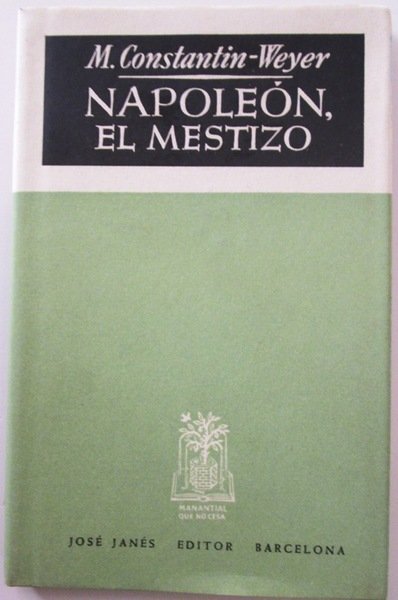 M. Constantin-Weyer
NAPOLEÓN,
EL MESTIZO
MANANTIAL
QUE NO CESA
JOSÉ JANÉS EDITOR BARCELONA